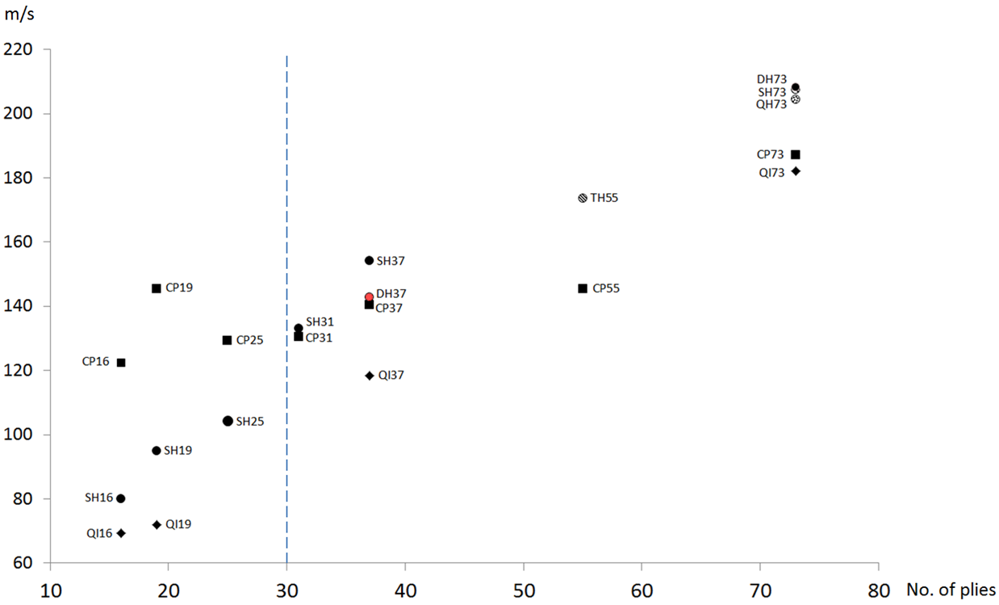 m/s
220
200
180
160
140
120
100
80
60
DH73
SH73
QH73
CP73
QI73
TH55
SH37
CP19
DH37
CP55
CP37
SH31
CP31
CP25
CP16
QI37
SH25
SH19
SH16
QI19
QI16
10 20 30 40 50 60 70 80 No. of plies